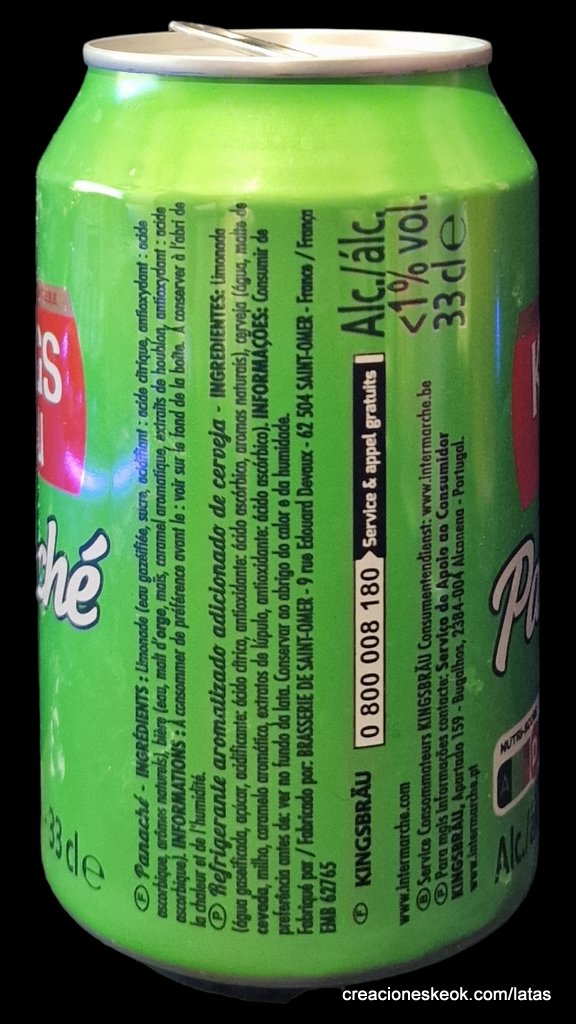 Ⓕ Panaché - INGRÉDIENTS : Limonade (eau gazéifiée, sucre, acidifiant : acide citrique, antioxydant : acide
ascorbique, arômes naturels), bière (eau, malt d'orge, maïs, caramel aromatique, extraits de houblon, antioxydant : acide
ascorbique). INFORMATIONS : À consommer de préférence avant le : voir sur le fond de la boîte. À conserver à l'abri de
la chaleur et de l'humidité.
Ⓟ Refrigerante aromatizado adicionado de cerveja - INGREDIENTES: Limonada
(água gaseificada, açúcar, acidificante: ácido cítrico, antioxidante: ácido ascórbico, aromas naturais), cerveja (água, malte de
cevada, milho, caramelo aromático, extratos de lúpulo, antioxidante: ácido ascórbico). INFORMAÇÕES: Consumir de
preferência antes de: ver no fundo da lata. Conservar ao abrigo do calor e da humidade.
Fabriqué par / Fabricado por: BRASSERIE DE SAINT-OMER - 9 rue Edouard Devaux - 62 504 SAINT-OMER - France / França
EMB 62765
Ⓕ KINGSBRÄU 0 800 008 180 Service & appel gratuits
www.intermarche.com
Ⓑ Service Consommateurs KINGSBRÄU Consumentendienst: www.intermarche.be
Ⓟ Para mais informações contacte: Serviço de Apoio ao Consumidor
KINGSBRÄU, Apartado 159 - Bugalhos, 2384-004 Alcanena - Portugal.
www.intermarche.pt
Alc./álc.
<1% vol.
33 cl e
GS
ché
33 cl e
K
Pa
NUTRI-SCORE
A
Alc./á
creacioneskeok.com/latas